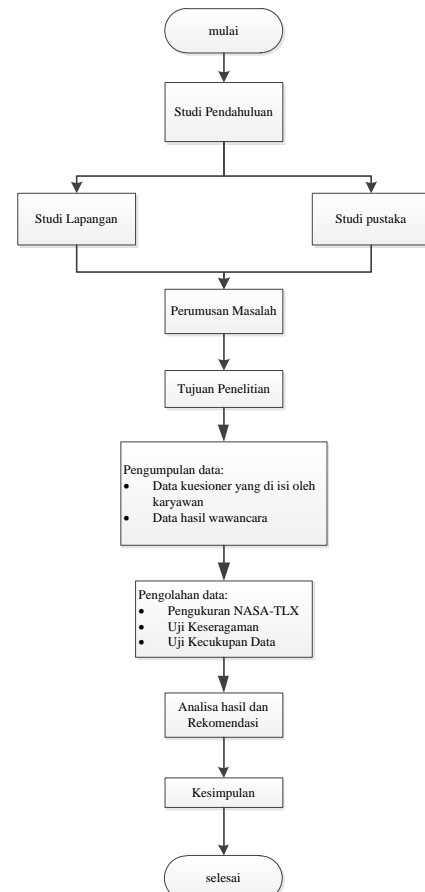 mulai
Studi Pendahuluan
Studi Lapangan
Studi pustaka
Perumusan Masalah
Tujuan Penelitian
Pengumpulan data:
• Data kuesioner yang di isi oleh
karyawan
• Data hasil wawancara
Pengolahan data:
• Pengukuran NASA-TLX
• Uji Keseragaman
• Uji Kecukupan Data
Analisa hasil dan
Rekomendasi
Kesimpulan
selesai